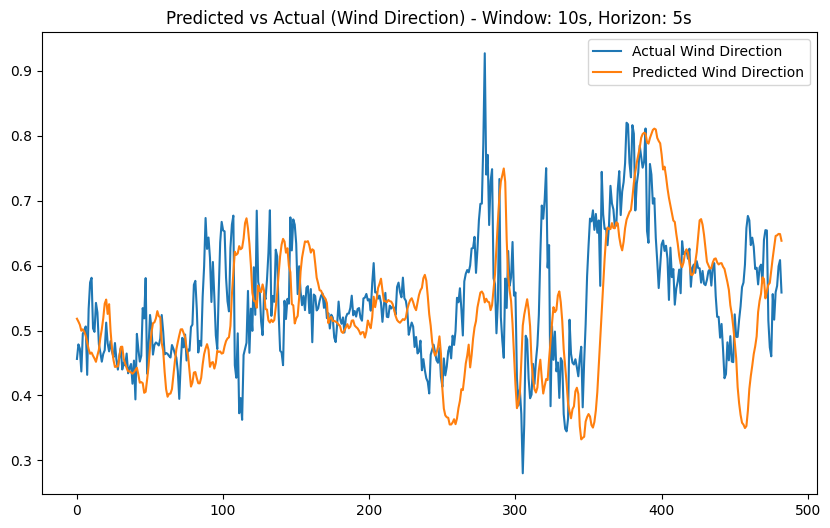 Predicted vs Actual (Wind Direction) - Window: 10s, Horizon: 5s
Actual Wind Direction
Predicted Wind Direction
0.9
0.8
0.7
0.6
0.5
0.4
0.3
0 100 200 300 400 500